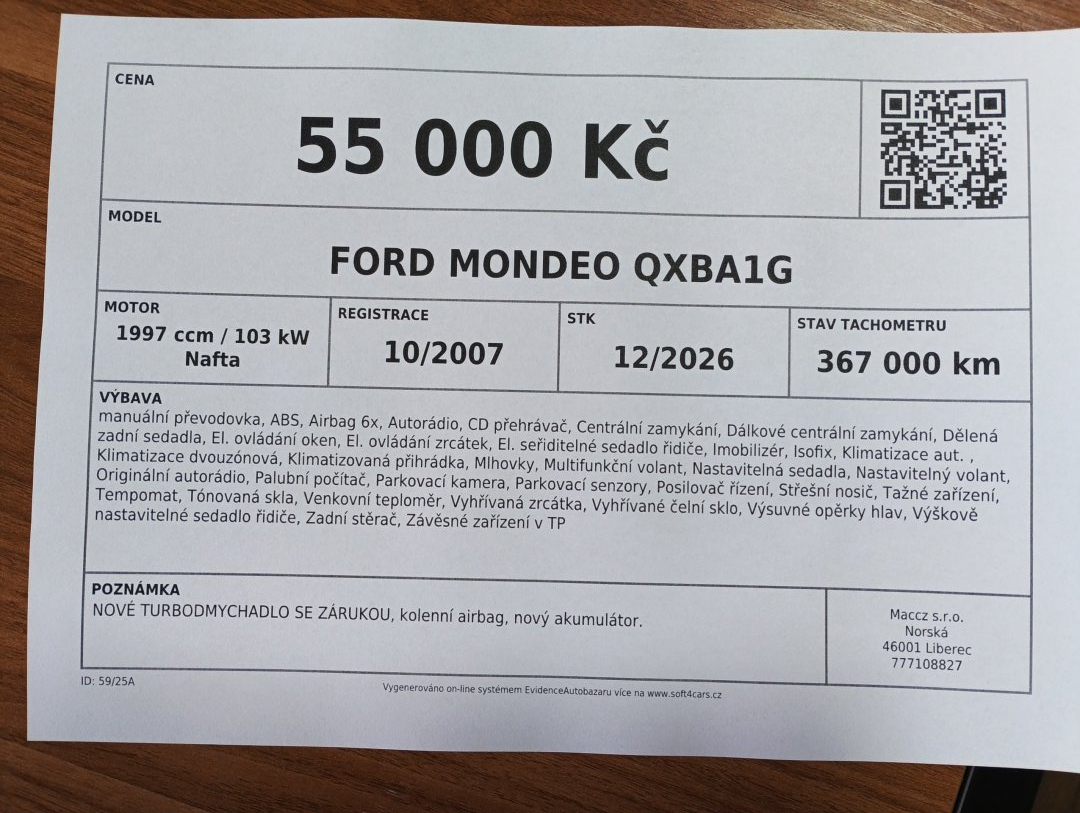 CENA
55 000 Kč
MODEL
FORD MONDEO QXBA1G
MOTOR
1997 ccm / 103 kW
Nafta
REGISTRACE
10/2007
STK
12/2026
STAV TACHOMETRU
367 000 km
VÝBAVA
manuální převodovka, ABS, Airbag 6x, Autorádio, CD přehrávač, Centrální zamykání, Dálkové centrální zamykání, Dělená
zadní sedadla, El. ovládání oken, El. ovládání zrcátek, El. seřiditelné sedadlo řidiče, Imobilizér, Isofix, Klimatizace aut. ,
Klimatizace dvouzónová, Klimatizovaná přihrádka, Mlhovky, Multifunkční volant, Nastavitelná sedadla, Nastavitelný volant,
Originální autorádio, Palubní počítač, Parkovací kamera, Parkovací senzory, Posilovač řízení, Střešní nosič, Tažné zařízení,
Tempomat, Tónovaná skla, Venkovní teploměr, Vyhřívaná zrcátka, Vyhřívané čelní sklo, Výsuvné opěrky hlav, Výškově
nastavitelné sedadlo řidiče, Zadní stěrač, Závěsné zařízení v TP
POZNÁMKA
NOVÉ TURBODMYCHADLO SE ZÁRUKOU, kolenní airbag, nový akumulátor.
Maccz s.r.o.
Norská
46001 Liberec
777108827
ID: 59/25A
Vygenerováno on-line systémem EvidenceAutobazaru více na www.soft4cars.cz